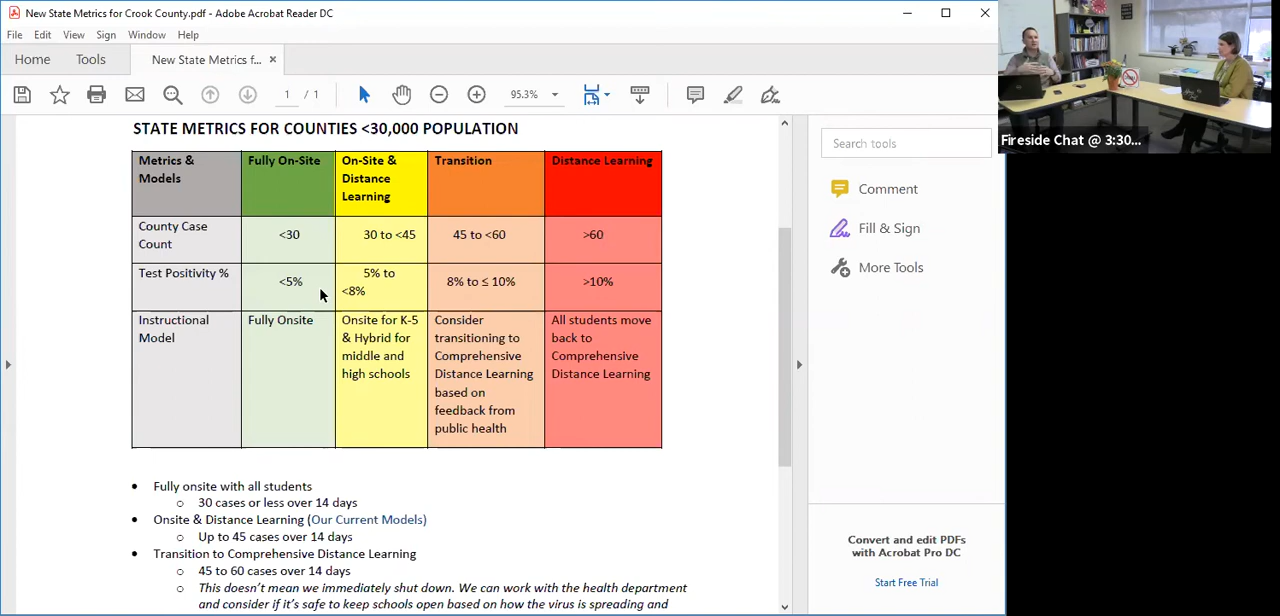 New State Metrics for Crook County.pdf - Adobe Acrobat Reader DC
File Edit View Sign Window Help
Home Tools New State Metrics f... ×
1 / 1 95.3%
STATE METRICS FOR COUNTIES <30,000 POPULATION
Metrics & Models
Fully On-Site
On-Site & Distance Learning
Transition
Distance Learning
County Case Count
<30
30 to <45
45 to <60
>60
Test Positivity %
<5%
5% to <8%
8% to ≤ 10%
>10%
Instructional Model
Fully Onsite
Onsite for K-5 & Hybrid for middle and high schools
Consider transitioning to Comprehensive Distance Learning based on feedback from public health
All students move back to Comprehensive Distance Learning
• Fully onsite with all students
o 30 cases or less over 14 days
• Onsite & Distance Learning (Our Current Models)
o Up to 45 cases over 14 days
• Transition to Comprehensive Distance Learning
o 45 to 60 cases over 14 days
o This doesn't mean we immediately shut down. We can work with the health department
and consider if it's safe to keep schools open based on how the virus is spreading and
Search tools
Comment
Fill & Sign
More Tools
Convert and edit PDFs
with Acrobat Pro DC
Start Free Trial
Fireside Chat @ 3:30...